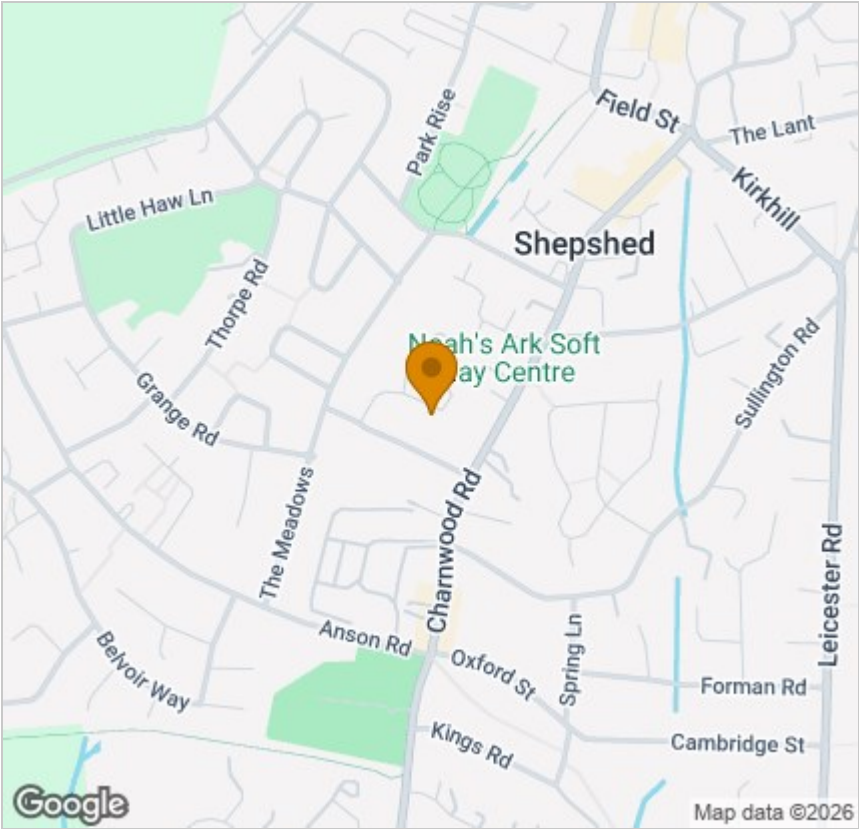 Field St
The Lant
Park Rise
Kirkhill
Little Haw Ln
Shepshed
Thorpe Rd
Noah's Ark Soft
ay Centre
Sullington Rd
Grange Rd
Charnwood Rd
The Meadows
Leicester Rd
Anson Rd
Oxford St
Spring Ln
Belvoir Way
Forman Rd
Kings Rd
Cambridge St
Google
Map data ©2026